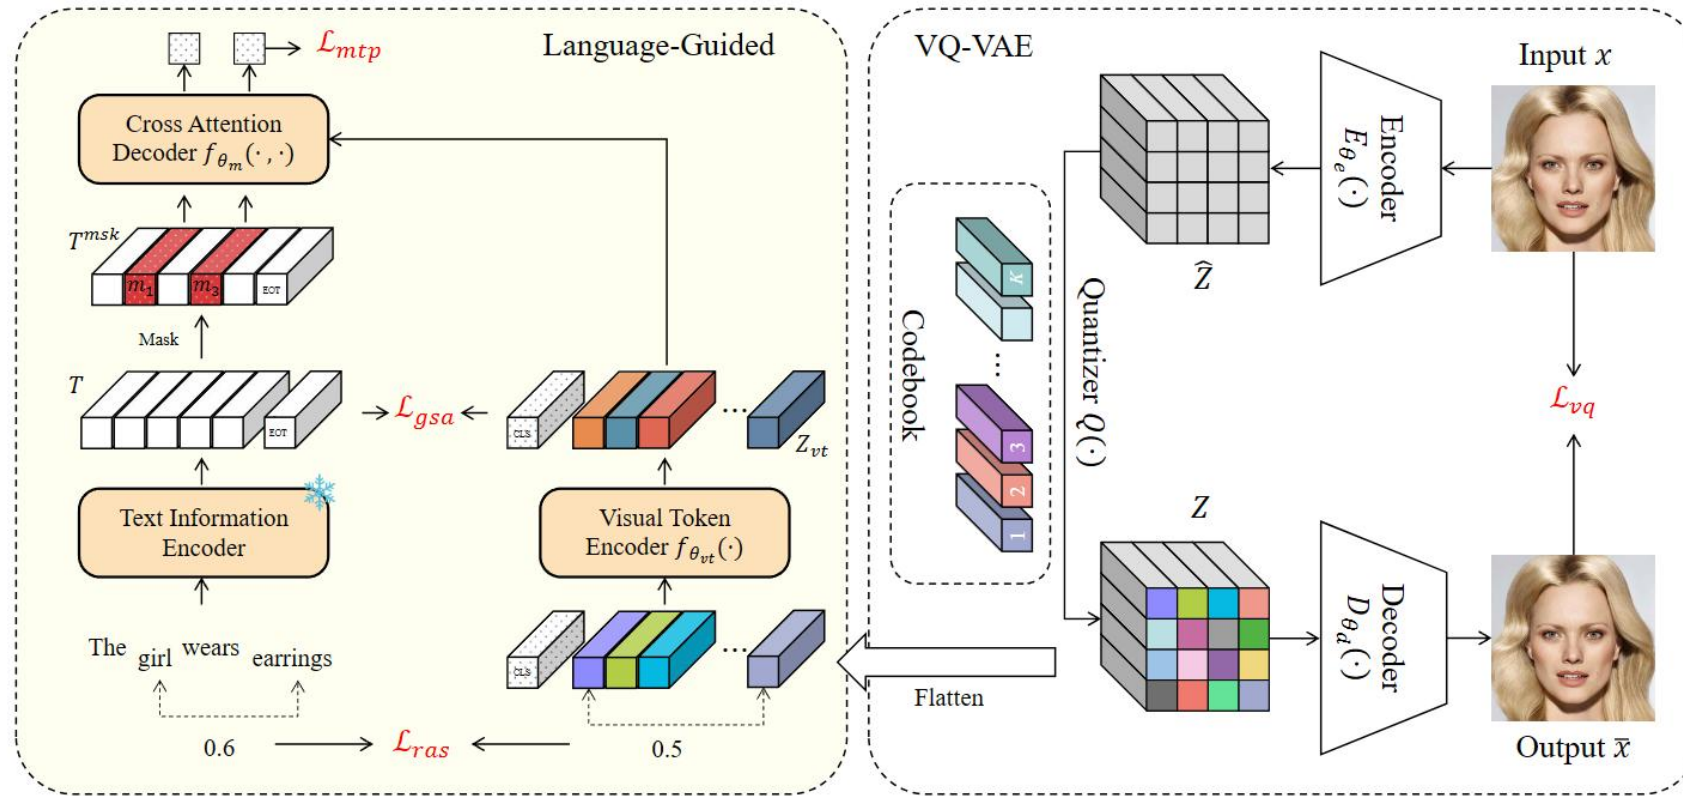 Language-Guided
ℒ_mtp
Cross Attention
Decoder f_θm(·,·)
T^msk
m_1
m_3
EOT
Mask
T
EOT
ℒ_gsa
CLS
...
Z_vt
Text Information
Encoder
Visual Token
Encoder f_θvt(·)
The girl wears earrings
CLS
...
0.6
ℒ_ras
0.5
VQ-VAE
Input x
Encoder
E_θe(·)
Ẑ
Codebook
K
...
3
2
1
Quantizer Q(·)
ℒ_vq
Z
Decoder
D_θd(·)
Flatten
Output x̄